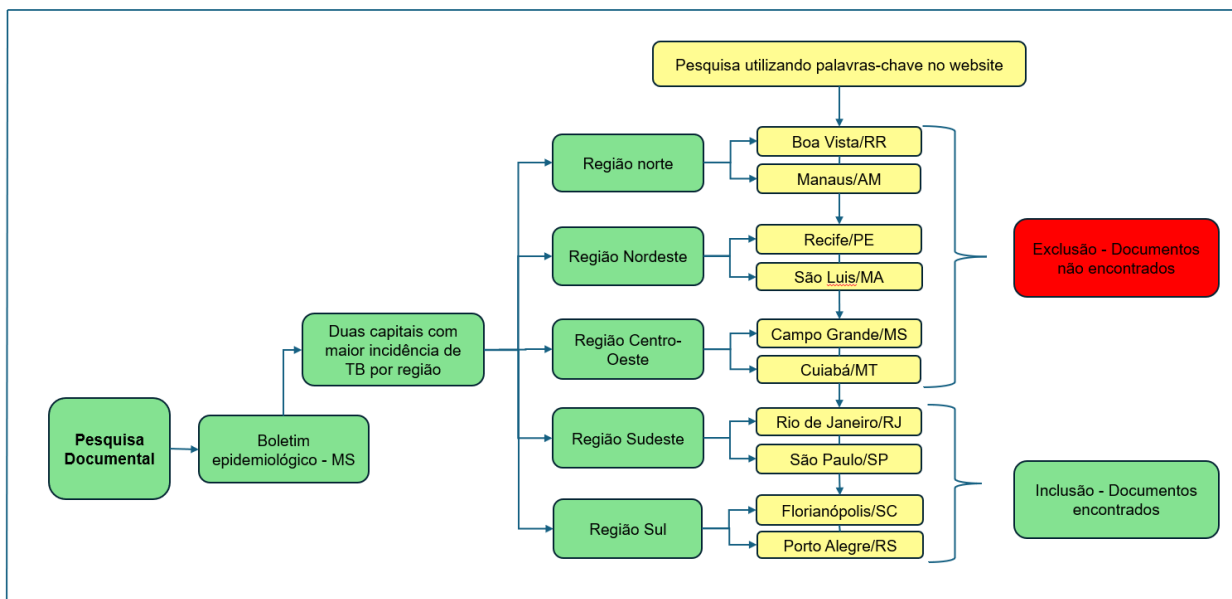 Pesquisa utilizando palavras-chave no website
Região norte
Boa Vista/RR
Manaus/AM
Região Nordeste
Recife/PE
São Luis/MA
Exclusão - Documentos
não encontrados
Duas capitais com
maior incidência de
TB por região
Região Centro-
Oeste
Campo Grande/MS
Cuiabá/MT
Pesquisa
Documental
Boletim
epidemiológico - MS
Região Sudeste
Rio de Janeiro/RJ
São Paulo/SP
Inclusão - Documentos
encontrados
Região Sul
Florianópolis/SC
Porto Alegre/RS